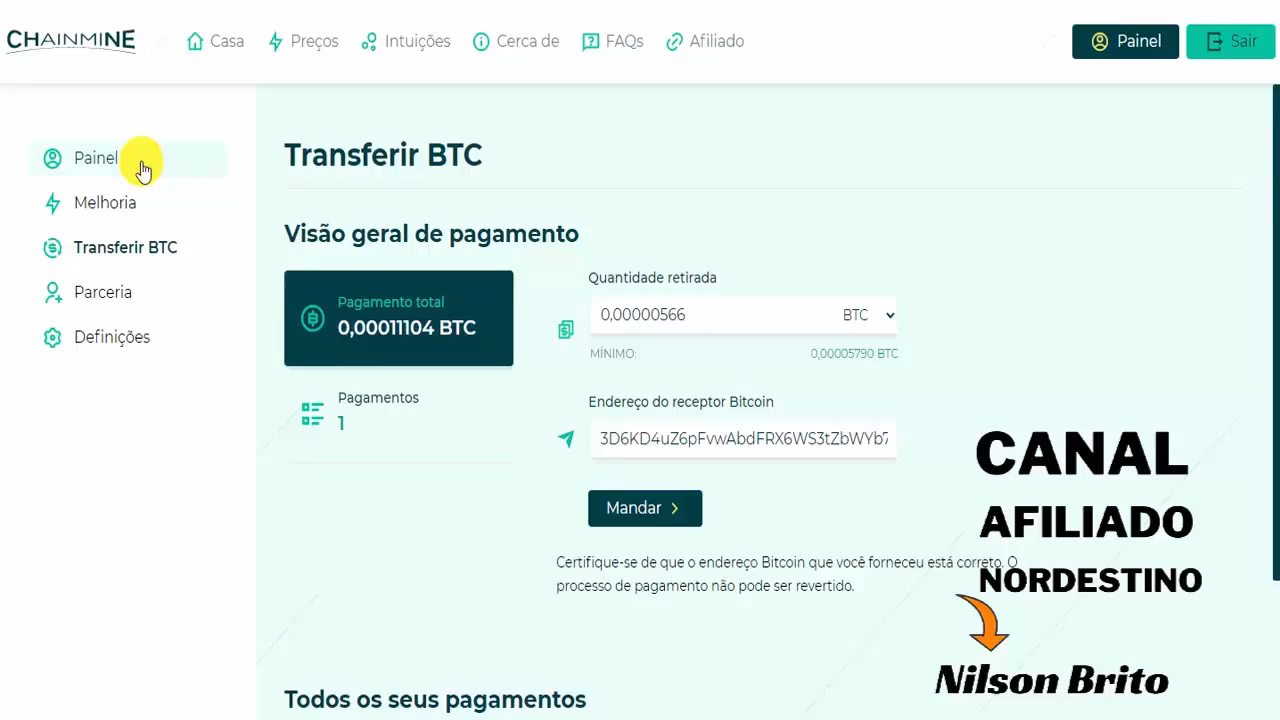 CHAINMINE
Casa
Preços
Intuições
Cerca de
FAQs
Afiliado
Painel
Sair
Painel
Melhoria
Transferir BTC
Parceria
Definições
Transferir BTC
Visão geral de pagamento
Pagamento total
0,00011104 BTC
Pagamentos
1
Quantidade retirada
0,00000566 BTC
MÍNIMO: 0,00005790 BTC
Endereço do receptor Bitcoin
3D6KD4uZ6pFvwAbdFRX6WS3tZbWYb7
Mandar
Certifique-se de que o endereço Bitcoin que você forneceu está correto. O
processo de pagamento não pode ser revertido.
Todos os seus pagamentos
CANAL
AFILIADO
NORDESTINO
Nilson Brito